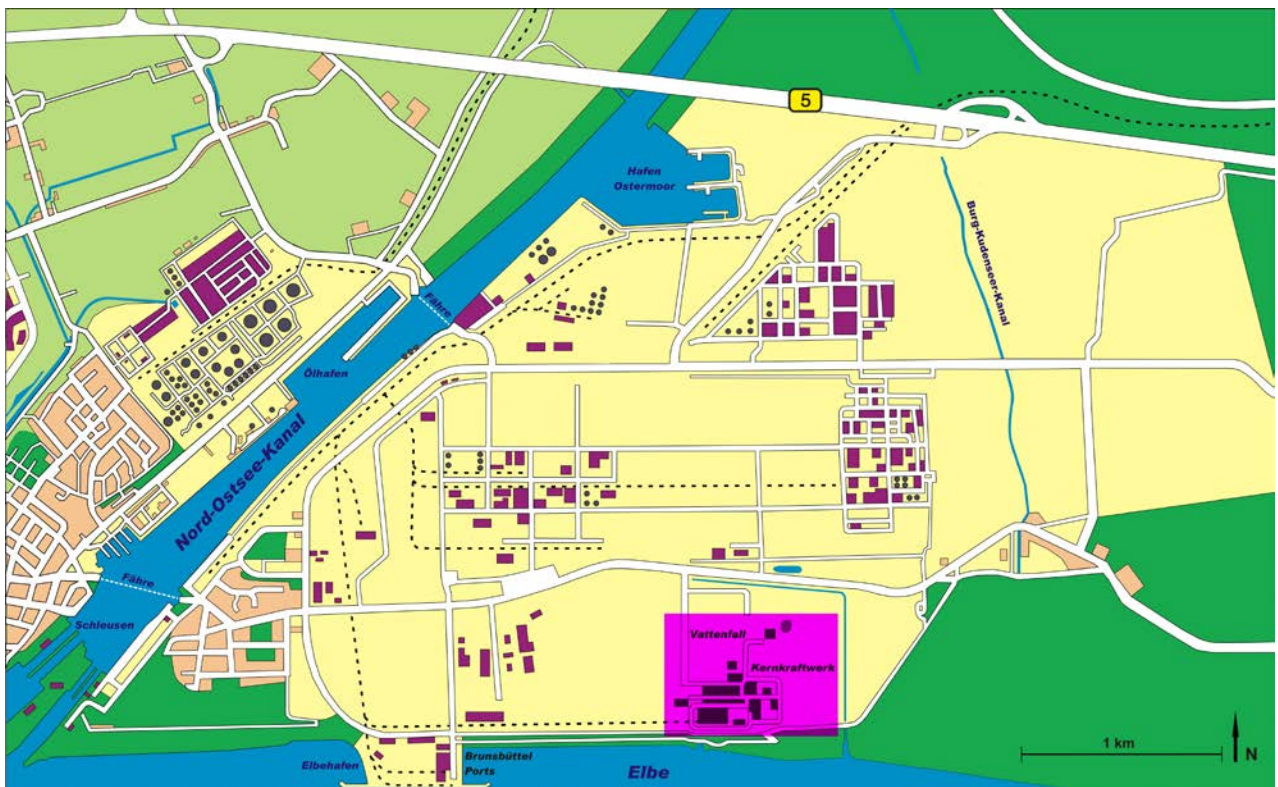 5
Hafen
Ostermoor
Burg-Kudenseer-Kanal
Fähre
Ölhafen
Nord-Ostsee-Kanal
Fähre
Schleusen
Vattenfall
Kernkraftwerk
Elbehafen
Brunsbüttel
Ports
Elbe
1 km
N